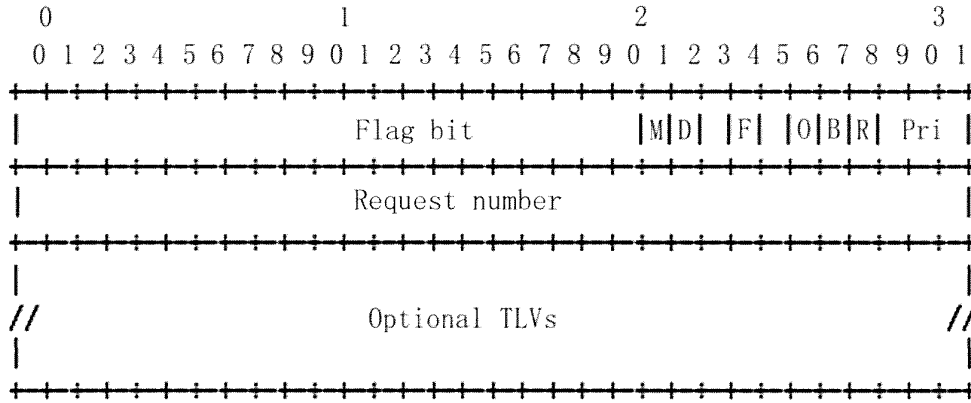 0 1 2 3
0 1 2 3 4 5 6 7 8 9 0 1 2 3 4 5 6 7 8 9 0 1 2 3 4 5 6 7 8 9 0 1
Flag bit |M|D| |F| |O|B|R| Pri |
Request number
// Optional TLVs //